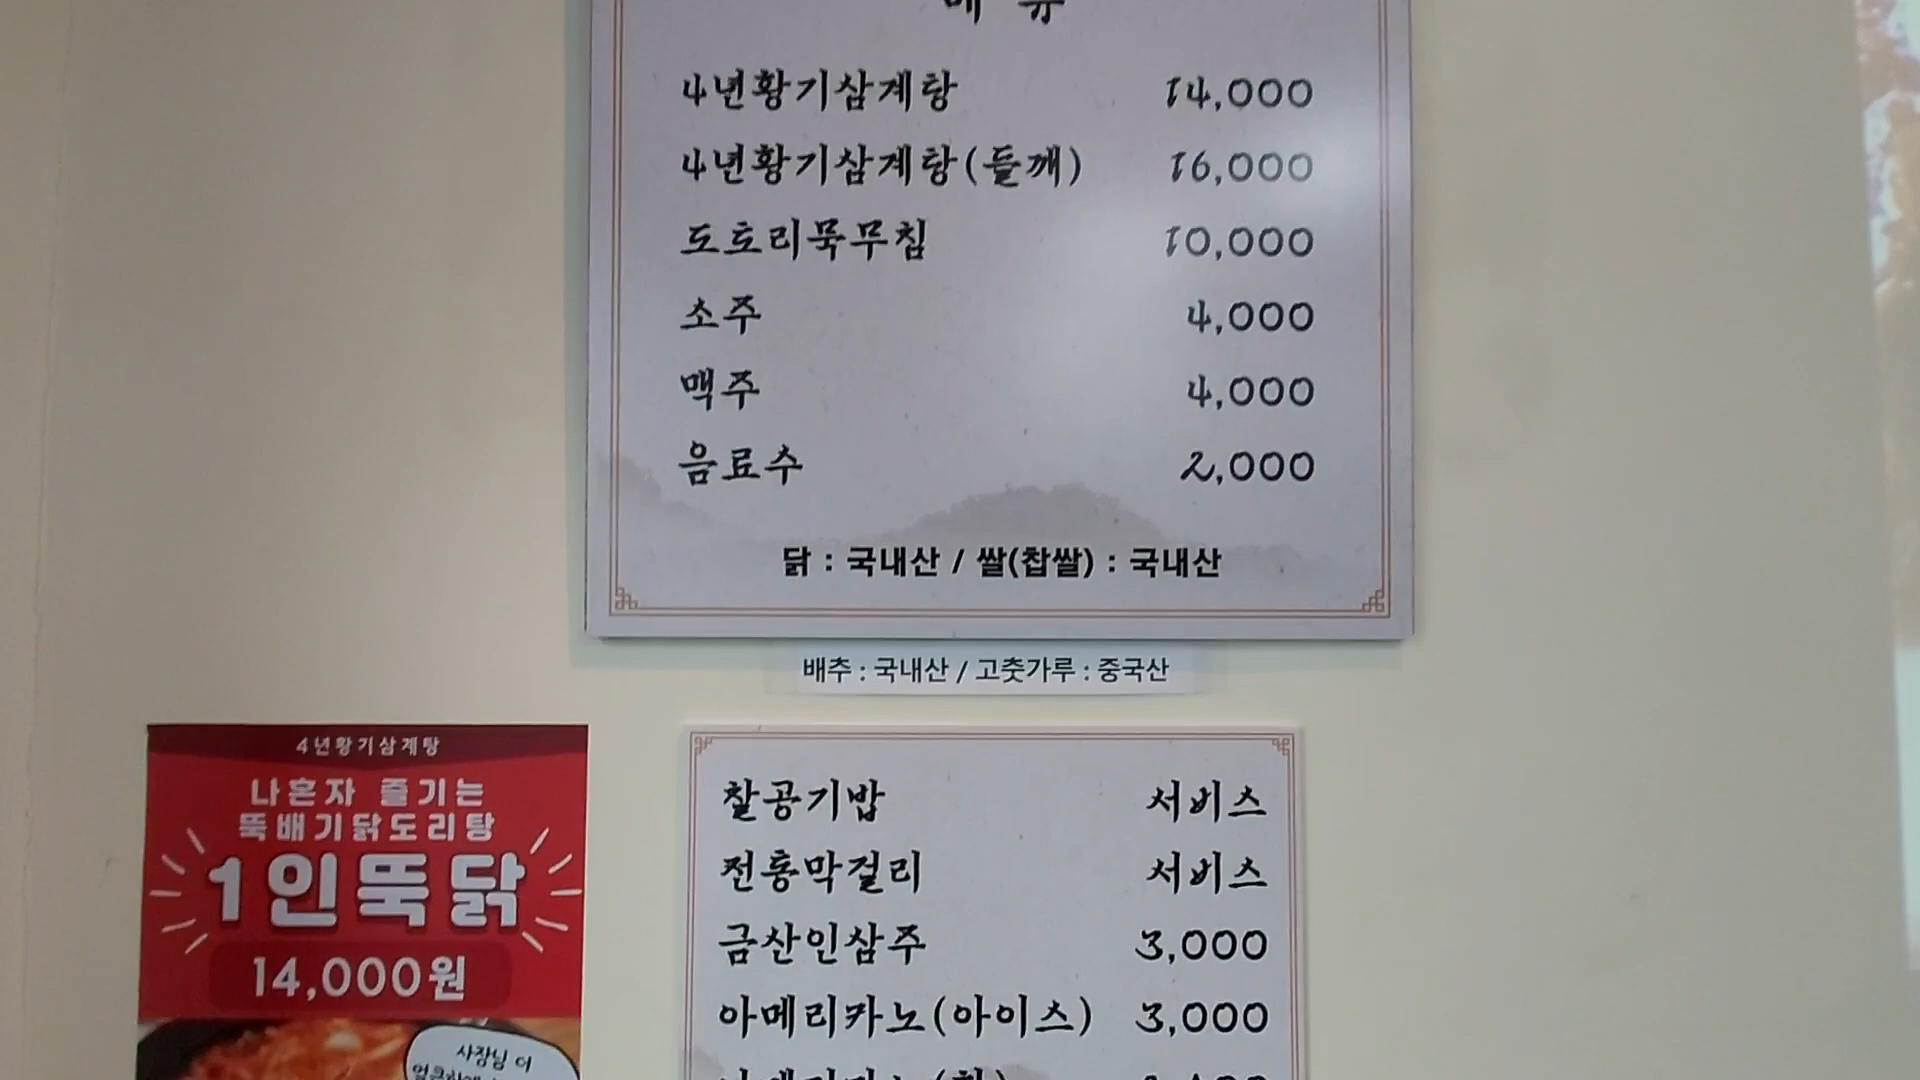 메 뉴
4년황기삼계탕 14,000
4년황기삼계탕(들깨) 16,000
도토리묵무침 10,000
소주 4,000
맥주 4,000
음료수 2,000
닭 : 국내산 / 쌀(찹쌀) : 국내산
배추 : 국내산 / 고춧가루 : 중국산
4년황기삼계탕
나혼자 즐기는
뚝배기닭도리탕
1인뚝닭
14,000원
사장님 더
찰공기밥 서비스
전통막걸리 서비스
금산인삼주 3,000
아메리카노(아이스) 3,000